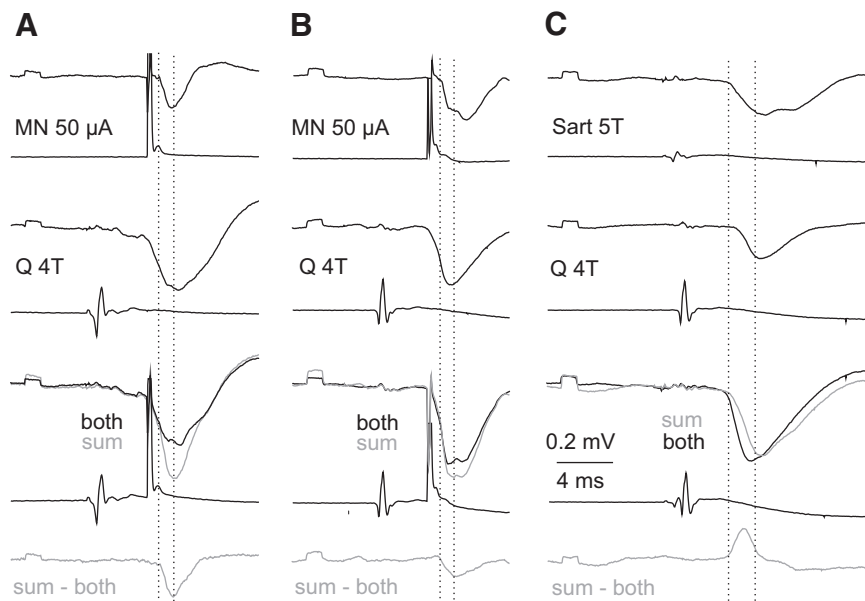 A
B
C
MN 50 µA
MN 50 µA
Sart 5T
Q 4T
Q 4T
Q 4T
both
sum
both
sum
sum
both
0.2 mV
4 ms
sum - both
sum - both
sum - both